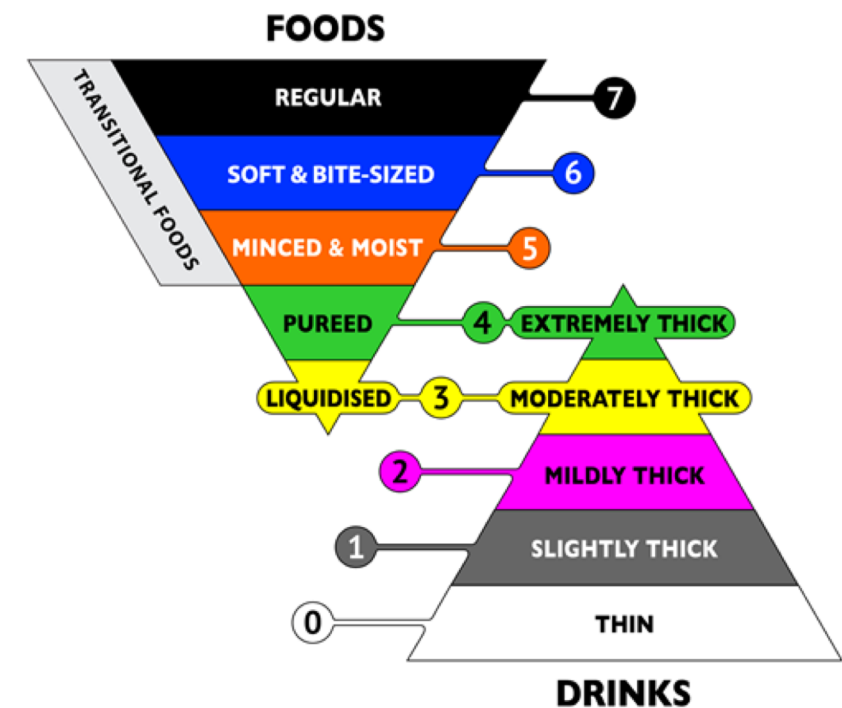 FOODS
TRANSITIONAL FOODS
REGULAR
7
SOFT & BITE-SIZED
6
MINCED & MOIST
5
PUREED
4
EXTREMELY THICK
LIQUIDISED
3
MODERATELY THICK
2
MILDLY THICK
1
SLIGHTLY THICK
0
THIN
DRINKS